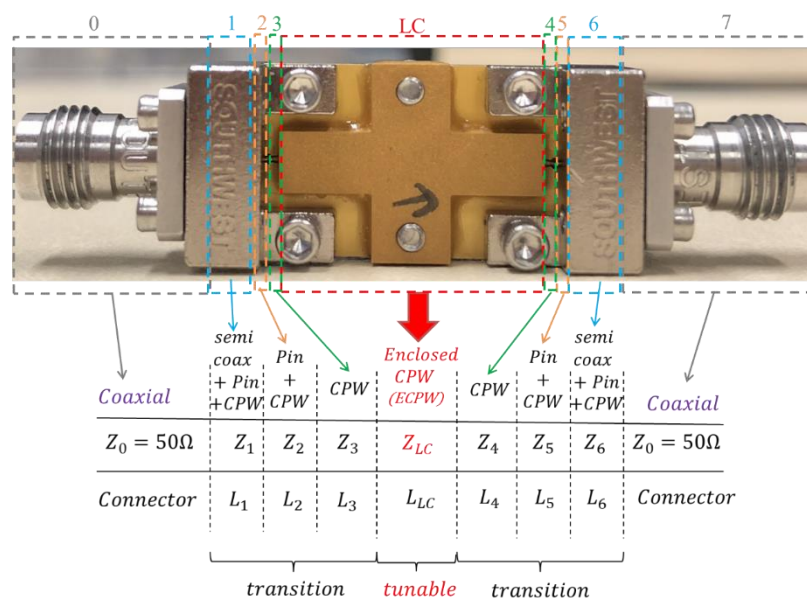 0 1 2 3 LC 4 5 6 7
SOUTHWEST
SOUTHWEST
semi
coax
+ Pin
+CPW
Pin
+
CPW
CPW
Enclosed
CPW
(ECPW)
CPW
Pin
+
CPW
semi
coax
+ Pin
+CPW
Coaxial
Coaxial
Z₀ = 50Ω Z₁ Z₂ Z₃ Z_LC Z₄ Z₅ Z₆ Z₀ = 50Ω
Connector L₁ L₂ L₃ L_LC L₄ L₅ L₆ Connector
transition tunable transition